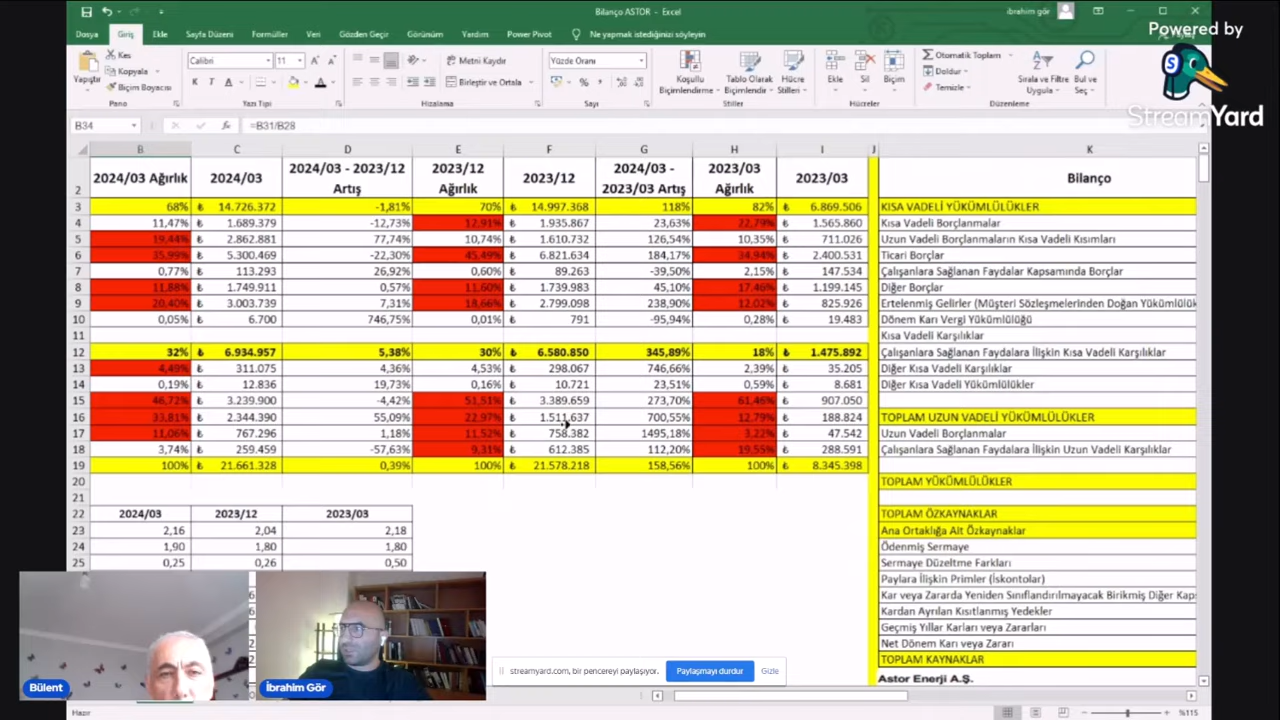 Bilanço ASTOR - Excel
ibrahim gör
Powered by
StreamYard
Dosya Giriş Ekle Sayfa Düzeni Formüller Veri Gözden Geçir Görünüm Yardım Power Pivot Ne yapmak istediğinizi söyleyin
Yapıştır
Kes
Kopyala
Biçim Boyacısı
Pano
Calibri 11
K T A
Yazı Tipi
Metni Kaydır
Birleştir ve Ortala
Hizalama
Yüzde Oranı
%
Sayı
Koşullu Biçimlendirme
Tablo Olarak Biçimlendir
Hücre Stilleri
Stiller
Ekle Sil Biçim
Hücreler
Otomatik Toplam
Doldur
Temizle
Sırala ve Filtre Uygula
Bul ve Seç
Düzenleme
B34 fx =B31/B28
B C D E F G H I J K
2 2024/03 Ağırlık 2024/03 2024/03 - 2023/12 Artış 2023/12 Ağırlık 2023/12 2024/03 - 2023/03 Artış 2023/03 Ağırlık 2023/03 Bilanço
3 68% ₺ 14.726.372 -1,81% 70% ₺ 14.997.368 118% 82% ₺ 6.869.506 KISA VADELİ YÜKÜMLÜLÜKLER
4 11,47% ₺ 1.689.379 -12,73% 12,91% ₺ 1.935.867 23,63% 22,79% ₺ 1.565.860 Kısa Vadeli Borçlanmalar
5 19,44% ₺ 2.862.881 77,74% 10,74% ₺ 1.610.732 126,54% 10,35% ₺ 711.026 Uzun Vadeli Borçlanmaların Kısa Vadeli Kısımları
6 35,99% ₺ 5.300.469 -22,30% 45,49% ₺ 6.821.634 184,17% 34,94% ₺ 2.400.531 Ticari Borçlar
7 0,77% ₺ 113.293 26,92% 0,60% ₺ 89.263 -39,50% 2,15% ₺ 147.534 Çalışanlara Sağlanan Faydalar Kapsamında Borçlar
8 11,88% ₺ 1.749.911 0,57% 11,60% ₺ 1.739.983 45,10% 17,46% ₺ 1.199.145 Diğer Borçlar
9 20,40% ₺ 3.003.739 7,31% 18,66% ₺ 2.799.098 238,90% 12,02% ₺ 825.926 Ertelenmiş Gelirler (Müşteri Sözleşmelerinden Doğan Yükümlülük
10 0,05% ₺ 6.700 746,75% 0,01% ₺ 791 -95,94% 0,28% ₺ 19.483 Dönem Karı Vergi Yükümlülüğü
11 Kısa Vadeli Karşılıklar
12 32% ₺ 6.934.957 5,38% 30% ₺ 6.580.850 345,89% 18% ₺ 1.475.892 Çalışanlara Sağlanan Faydalara İlişkin Kısa Vadeli Karşılıklar
13 4,49% ₺ 311.075 4,36% 4,53% ₺ 298.067 746,66% 2,39% ₺ 35.205 Diğer Kısa Vadeli Karşılıklar
14 0,19% ₺ 12.836 19,73% 0,16% ₺ 10.721 23,51% 0,59% ₺ 8.681 Diğer Kısa Vadeli Yükümlülükler
15 46,72% ₺ 3.239.900 -4,42% 51,51% ₺ 3.389.659 273,70% 61,46% ₺ 907.050
16 33,81% ₺ 2.344.390 55,09% 22,97% ₺ 1.511.637 700,55% 12,79% ₺ 188.824 TOPLAM UZUN VADELİ YÜKÜMLÜLÜKLER
17 11,06% ₺ 767.296 1,18% 11,52% ₺ 758.382 1495,18% 3,22% ₺ 47.542 Uzun Vadeli Borçlanmalar
18 3,74% ₺ 259.459 -57,63% 9,31% ₺ 612.385 112,20% 19,55% ₺ 288.591 Çalışanlara Sağlanan Faydalara İlişkin Uzun Vadeli Karşılıklar
19 100% ₺ 21.661.328 0,39% 100% ₺ 21.578.218 158,56% 100% ₺ 8.345.398
20 TOPLAM YÜKÜMLÜLÜKLER
21
22 2024/03 2023/12 2023/03 TOPLAM ÖZKAYNAKLAR
23 2,16 2,04 2,18 Ana Ortaklığa Ait Özkaynaklar
24 1,90 1,80 1,80 Ödenmiş Sermaye
25 0,25 0,26 0,50 Sermaye Düzeltme Farkları
Paylara İlişkin Primler (İskontolar)
Kar veya Zararda Yeniden Sınıflandırılmayacak Birikmiş Diğer Kaps
Kardan Ayrılan Kısıtlanmış Yedekler
Geçmiş Yıllar Karları veya Zararları
Net Dönem Karı veya Zararı
TOPLAM KAYNAKLAR
Astor Enerji A.Ş.
Bülent
İbrahim Gör
streamyard.com, bir pencereyi paylaşıyor. Paylaşmayı durdur Gizle
Hazır
%115